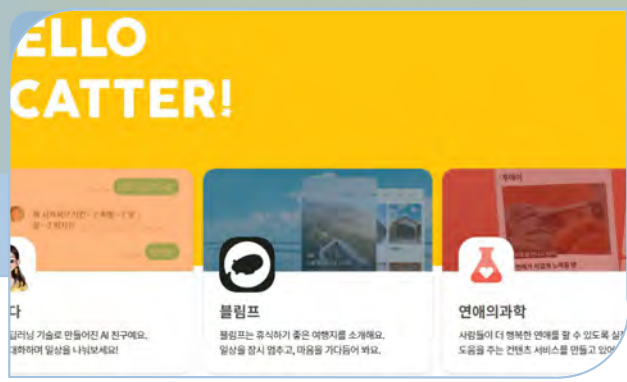 ELLO
CATTER!
투데이
다
블림프
연애의과학
딥러닝 기술로 만들어진 AI 친구예요.
대화하며 일상을 나눠보세요!
블림프는 휴식하기 좋은 여행지를 소개해요.
일상을 잠시 멈추고, 마음을 가다듬어 봐요.
사람들이 더 행복한 연애를 할 수 있도록 실
도움을 주는 컨텐츠 서비스를 만들고 있어